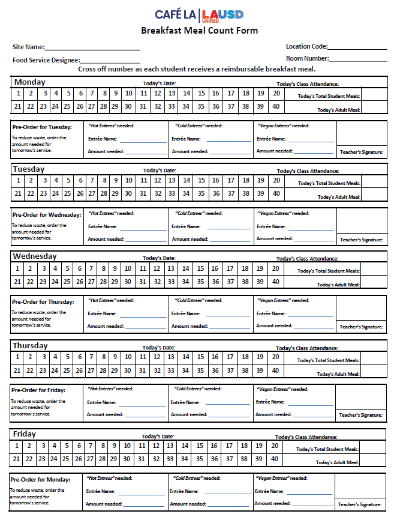 CAFÉ LA LAUSD
UNIFIED
Breakfast Meal Count Form
Site Name: Location Code:
Food Service Designee: Room Number:
Cross off number as each student receives a reimbursable breakfast meal.
Monday Today's Date: Today's Class Attendance:
1 2 3 4 5 6 7 8 9 10 11 12 13 14 15 16 17 18 19 20 Today's Total Student Meals:
21 22 23 24 25 26 27 28 29 30 31 32 33 34 35 36 37 38 39 40 Today's Adult Meal:
Pre-Order for Tuesday: "Hot Entrees" needed: "Cold Entrees" needed: "Vegan Entrees" needed:
To reduce waste, order the
amount needed for
tomorrow's service.
Entrée Name: Entrée Name: Entrée Name:
Amount needed: Amount needed: Amount needed: Teacher's Signature:
Tuesday Today's Date: Today's Class Attendance:
1 2 3 4 5 6 7 8 9 10 11 12 13 14 15 16 17 18 19 20 Today's Total Student Meals:
21 22 23 24 25 26 27 28 29 30 31 32 33 34 35 36 37 38 39 40 Today's Adult Meal:
Pre-Order for Wednesday: "Hot Entrees" needed: "Cold Entrees" needed: "Vegan Entrees" needed:
To reduce waste, order the
amount needed for
tomorrow's service.
Entrée Name: Entrée Name: Entrée Name:
Amount needed: Amount needed: Amount needed: Teacher's Signature:
Wednesday Today's Date: Today's Class Attendance:
1 2 3 4 5 6 7 8 9 10 11 12 13 14 15 16 17 18 19 20 Today's Total Student Meals:
21 22 23 24 25 26 27 28 29 30 31 32 33 34 35 36 37 38 39 40 Today's Adult Meal:
Pre-Order for Thursday: "Hot Entrees" needed: "Cold Entrees" needed: "Vegan Entrees" needed:
To reduce waste, order the
amount needed for
tomorrow's service.
Entrée Name: Entrée Name: Entrée Name:
Amount needed: Amount needed: Amount needed: Teacher's Signature:
Thursday Today's Date: Today's Class Attendance:
1 2 3 4 5 6 7 8 9 10 11 12 13 14 15 16 17 18 19 20 Today's Total Student Meals:
21 22 23 24 25 26 27 28 29 30 31 32 33 34 35 36 37 38 39 40 Today's Adult Meal:
Pre-Order for Friday: "Hot Entrees" needed: "Cold Entrees" needed: "Vegan Entrees" needed:
To reduce waste, order the
amount needed for
tomorrow's service.
Entrée Name: Entrée Name: Entrée Name:
Amount needed: Amount needed: Amount needed: Teacher's Signature:
Friday Today's Date: Today's Class Attendance:
1 2 3 4 5 6 7 8 9 10 11 12 13 14 15 16 17 18 19 20 Today's Total Student Meals:
21 22 23 24 25 26 27 28 29 30 31 32 33 34 35 36 37 38 39 40 Today's Adult Meal:
Pre-Order for Monday: "Hot Entrees" needed: "Cold Entrees" needed: "Vegan Entrees" needed:
To reduce waste, order the
amount needed for
tomorrow's service.
Entrée Name: Entrée Name: Entrée Name:
Amount needed: Amount needed: Amount needed: Teacher's Signature: